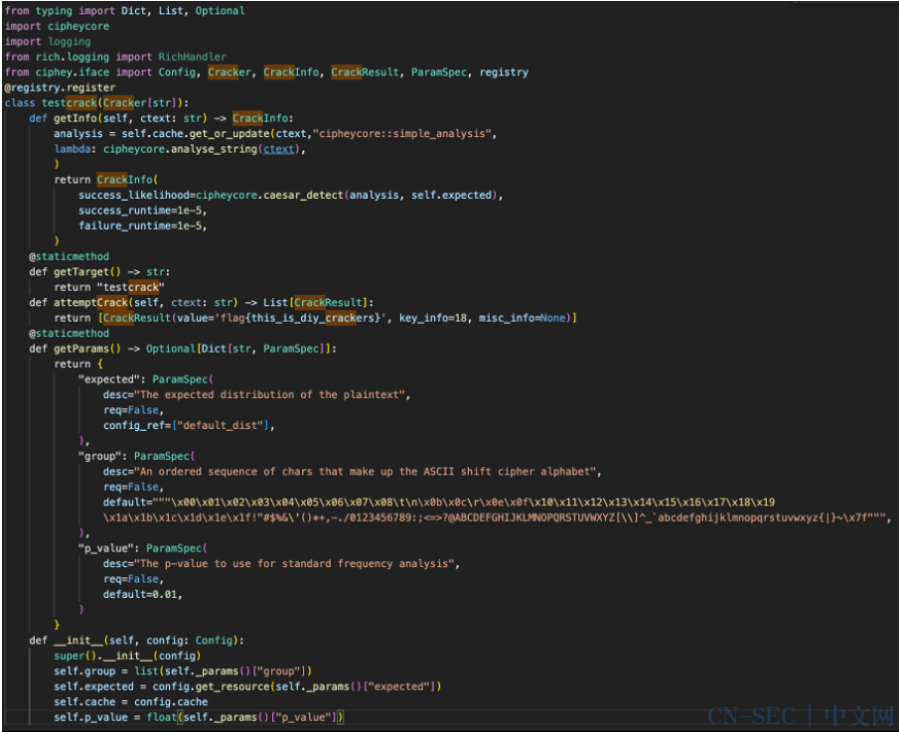 from typing import Dict, List, Optional
import cipheycore
import logging
from rich.logging import RichHandler
from ciphey.iface import Config, Cracker, CrackInfo, CrackResult, ParamSpec, registry
@registry.register
class testcrack(Cracker[str]):
    def getInfo(self, ctext: str) -> CrackInfo:
        analysis = self.cache.get_or_update(ctext,"cipheycore::simple_analysis",
        lambda: cipheycore.analyse_string(ctext),
        )
        return CrackInfo(
            success_likelihood=cipheycore.caesar_detect(analysis, self.expected),
            success_runtime=1e-5,
            failure_runtime=1e-5,
        )
    @staticmethod
    def getTarget() -> str:
        return "testcrack"
    def attemptCrack(self, ctext: str) -> List[CrackResult]:
        return [CrackResult(value='flag{this_is_diy_crackers}', key_info=18, misc_info=None)]
    @staticmethod
    def getParams() -> Optional[Dict[str, ParamSpec]]:
        return {
            "expected": ParamSpec(
                desc="The expected distribution of the plaintext",
                req=False,
                config_ref=["default_dist"],
            ),
            "group": ParamSpec(
                desc="An ordered sequence of chars that make up the ASCII shift cipher alphabet",
                req=False,
                default="""\x00\x01\x02\x03\x04\x05\x06\x07\x08\t\n\x0b\x0c\r\x0e\x0f\x10\x11\x12\x13\x14\x15\x16\x17\x18\x19
                \x1a\x1b\x1c\x1d\x1e\x1f!"#$%&\'()*+,-./0123456789:;<=>?@ABCDEFGHIJKLMNOPQRSTUVWXYZ[\\]^_`abcdefghijklmnopqrstuvwxyz{|}~\x7f""",
            ),
            "p_value": ParamSpec(
                desc="The p-value to use for standard frequency analysis",
                req=False,
                default=0.01,
            )
        }
    def __init__(self, config: Config):
        super().__init__(config)
        self.group = list(self._params()["group"])
        self.expected = config.get_resource(self._params()["expected"])
        self.cache = config.cache
        self.p_value = float(self._params()["p_value"])
CN-SEC | 中文网